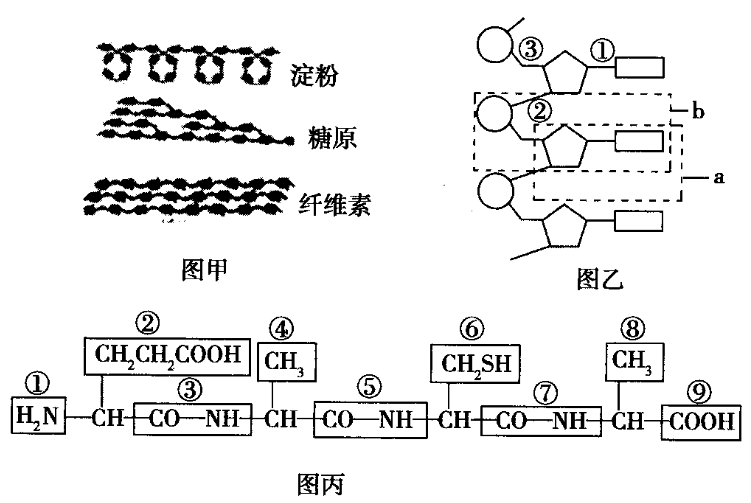 淀粉
糖原
纤维素
图甲
③ ①
②
b
a
图乙
② ④ ⑥ ⑧
CH₂CH₂COOH CH₃ CH₂SH CH₃
① ③ ⑤ ⑦ ⑨
H₂N—CH—CO—NH—CH—CO—NH—CH—CO—NH—CH—COOH
图丙